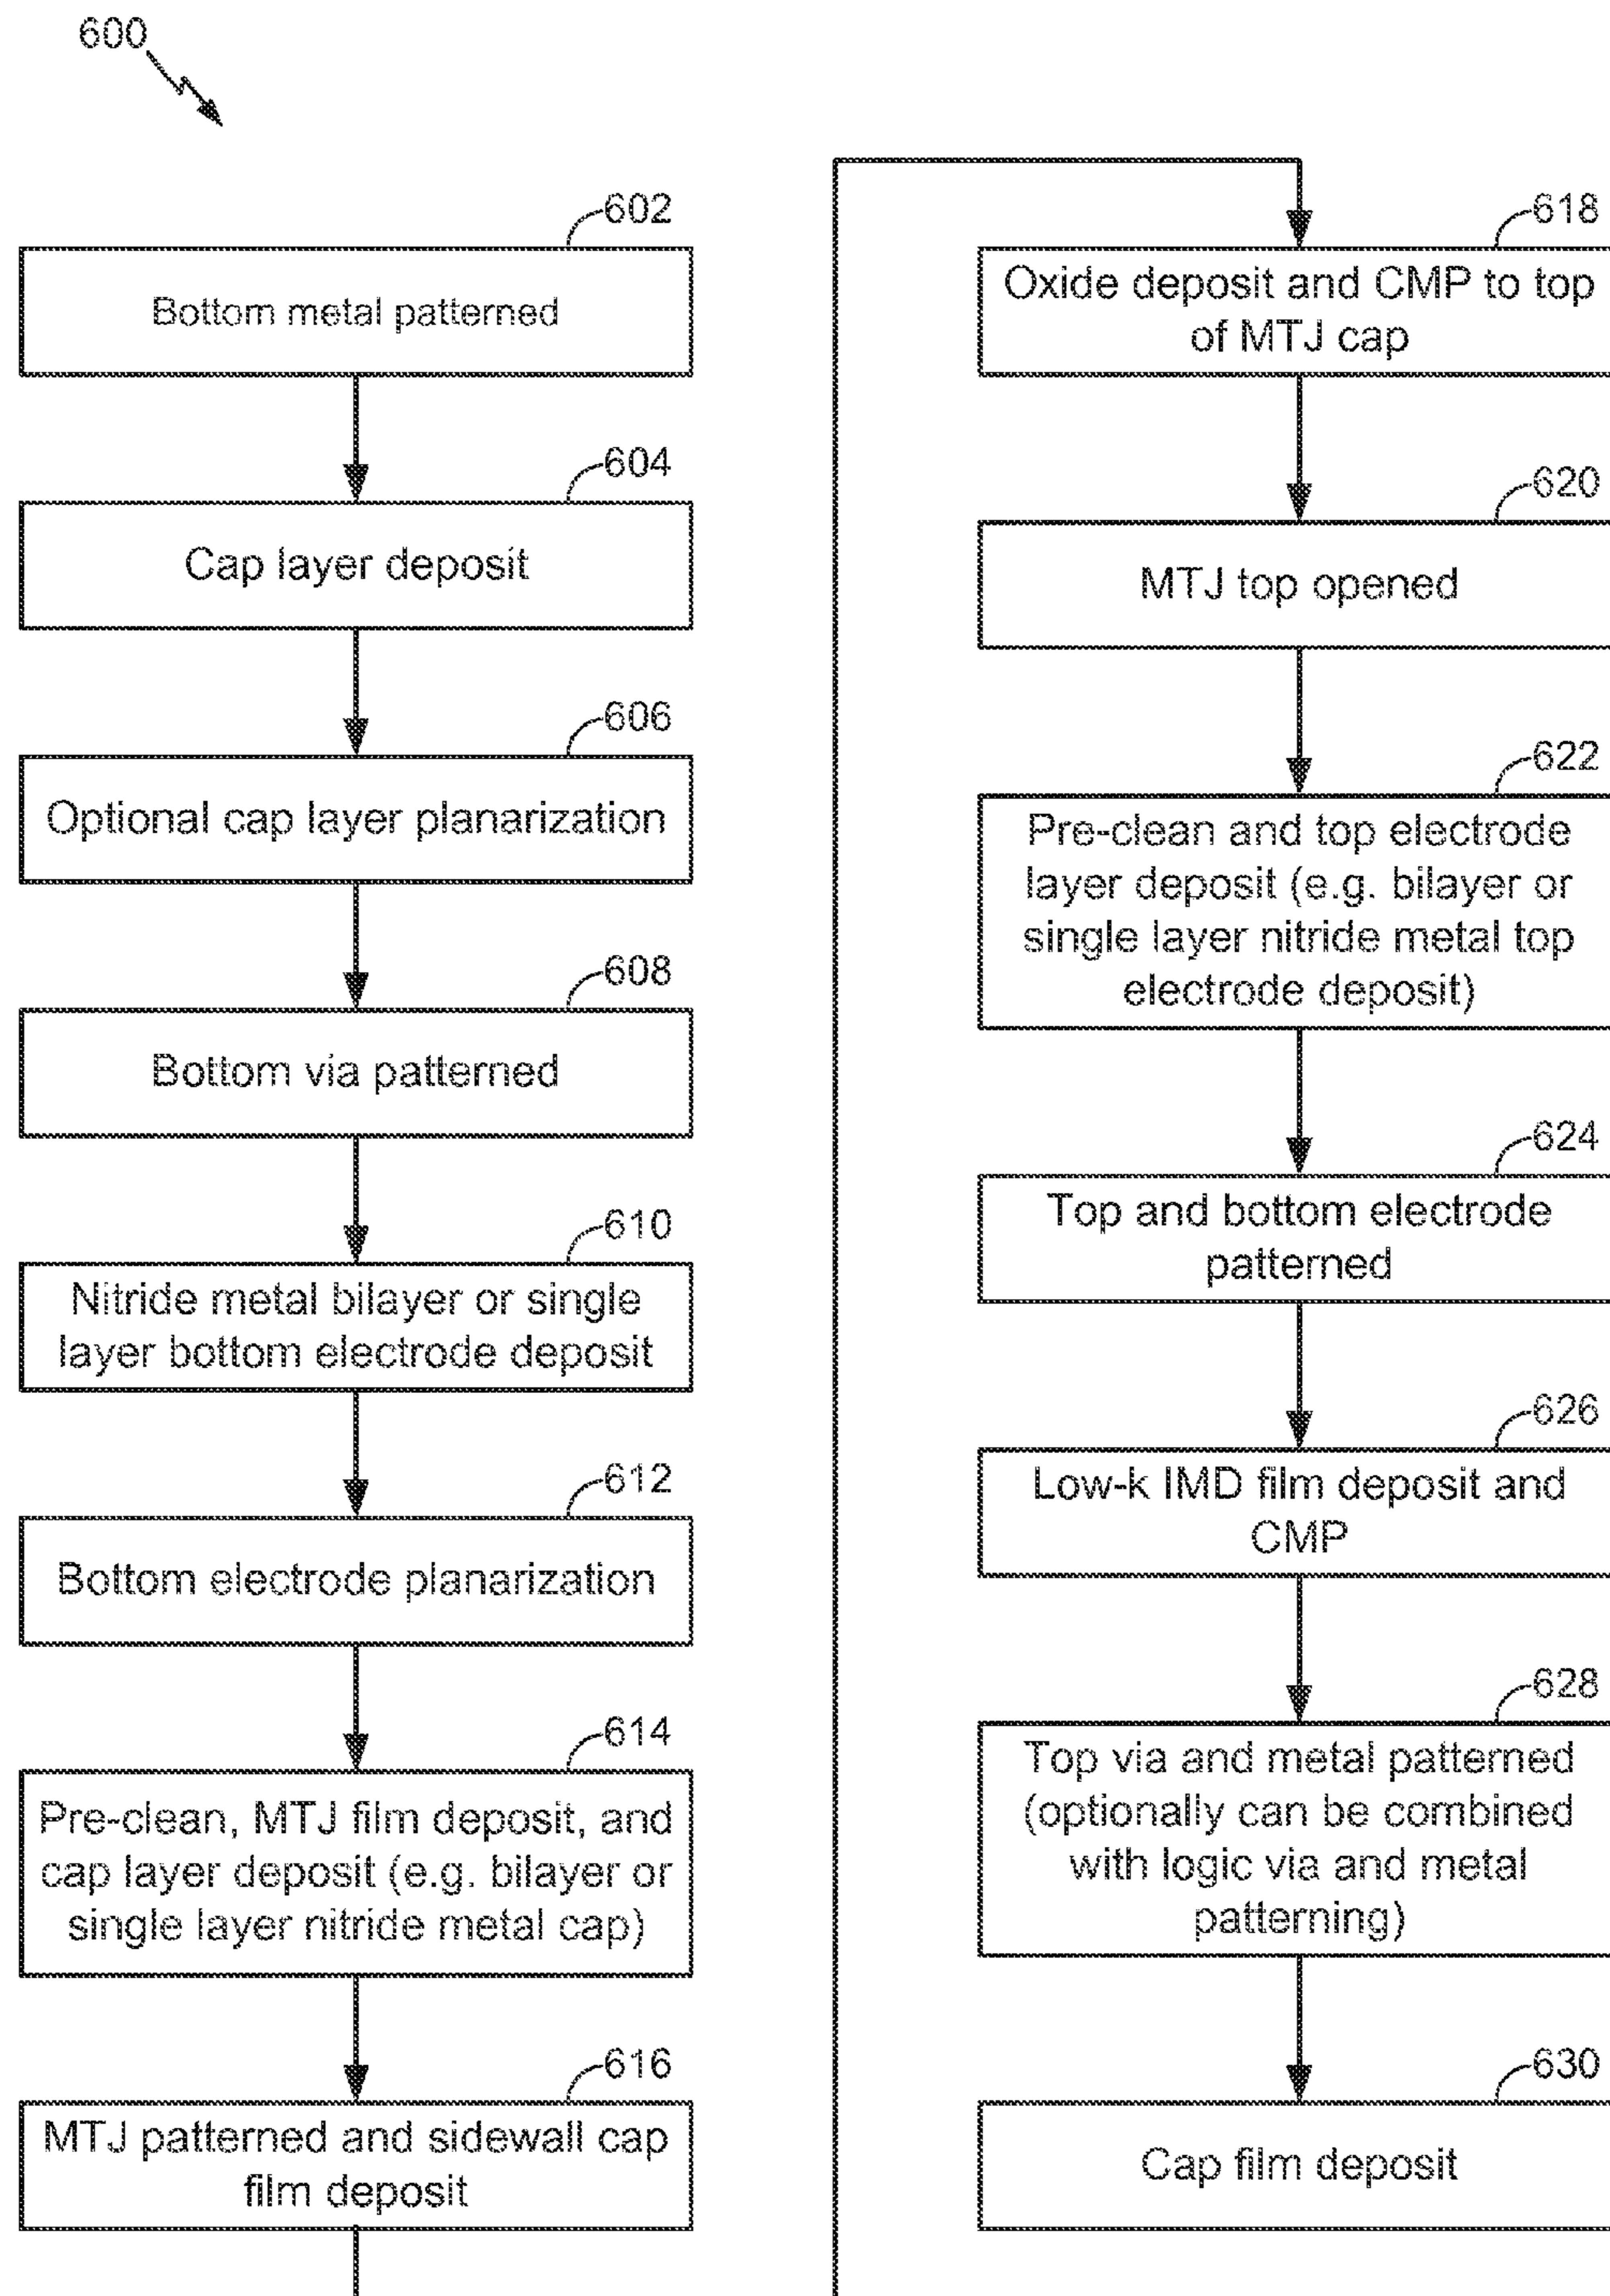 600
602
Bottom metal patterned
604
Cap layer deposit
606
Optional cap layer planarization
608
Bottom via patterned
610
Nitride metal bilayer or single
layer bottom electrode deposit
612
Bottom electrode planarization
614
Pre-clean, MTJ film deposit, and
cap layer deposit (e.g. bilayer or
single layer nitride metal cap)
616
MTJ patterned and sidewall cap
film deposit
618
Oxide deposit and CMP to top
of MTJ cap
620
MTJ top opened
622
Pre-clean and top electrode
layer deposit (e.g. bilayer or
single layer nitride metal top
electrode deposit)
624
Top and bottom electrode
patterned
626
Low-k IMD film deposit and
CMP
628
Top via and metal patterned
(optionally can be combined
with logic via and metal
patterning)
630
Cap film deposit